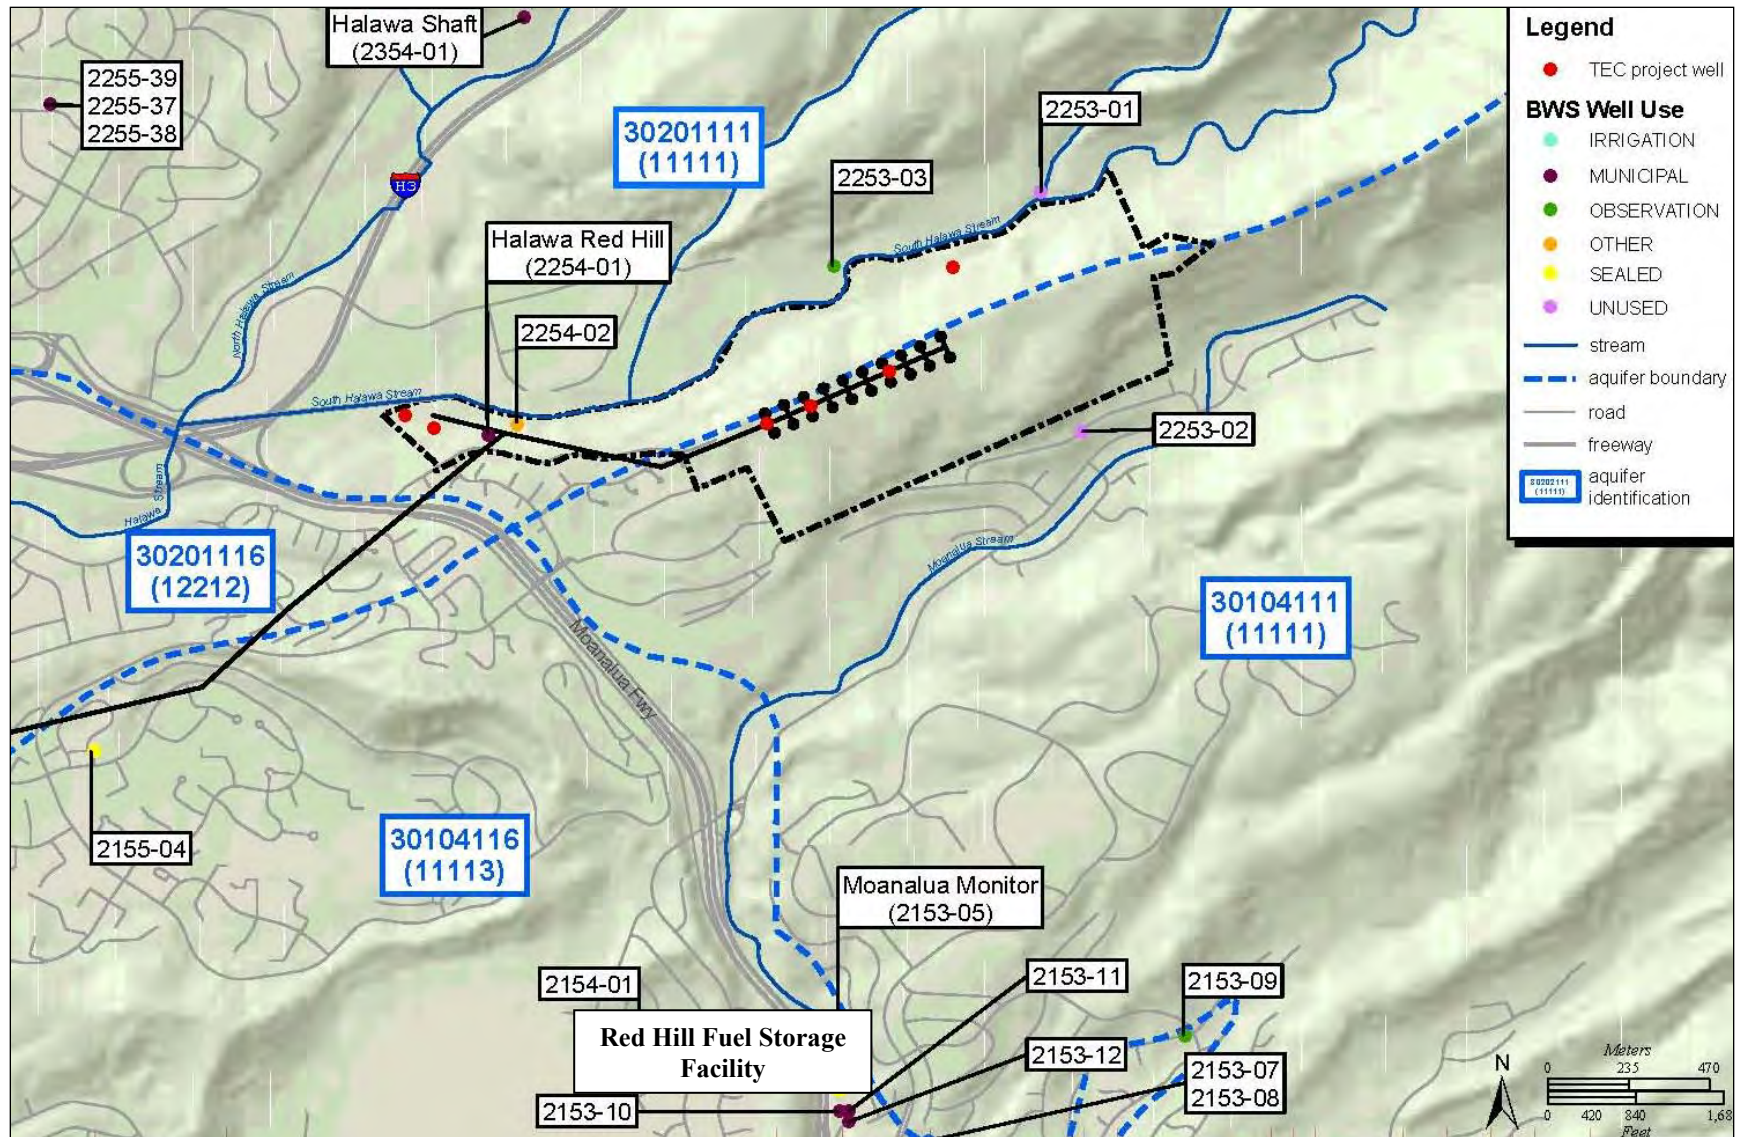 Halawa Shaft
(2354-01)
2255-39
2255-37
2255-38
H3
30201111
(11111)
2253-01
2253-03
Halawa Red Hill
(2254-01)
2254-02
South Halawa Stream
North Halawa Stream
South Halawa Stream
Halawa Stream
2253-02
Moanalua Stream
30201116
(12212)
30104111
(11111)
Moanalua Fwy
2155-04
30104116
(11113)
Moanalua Monitor
(2153-05)
2154-01
2153-11
2153-09
Red Hill Fuel Storage
Facility
2153-12
2153-07
2153-08
2153-10
Legend
TEC project well
BWS Well Use
IRRIGATION
MUNICIPAL
OBSERVATION
OTHER
SEALED
UNUSED
stream
aquifer boundary
road
freeway
aquifer
identification
(11111)
N
Meters
0 235 470
0 420 840 1,68
Feet